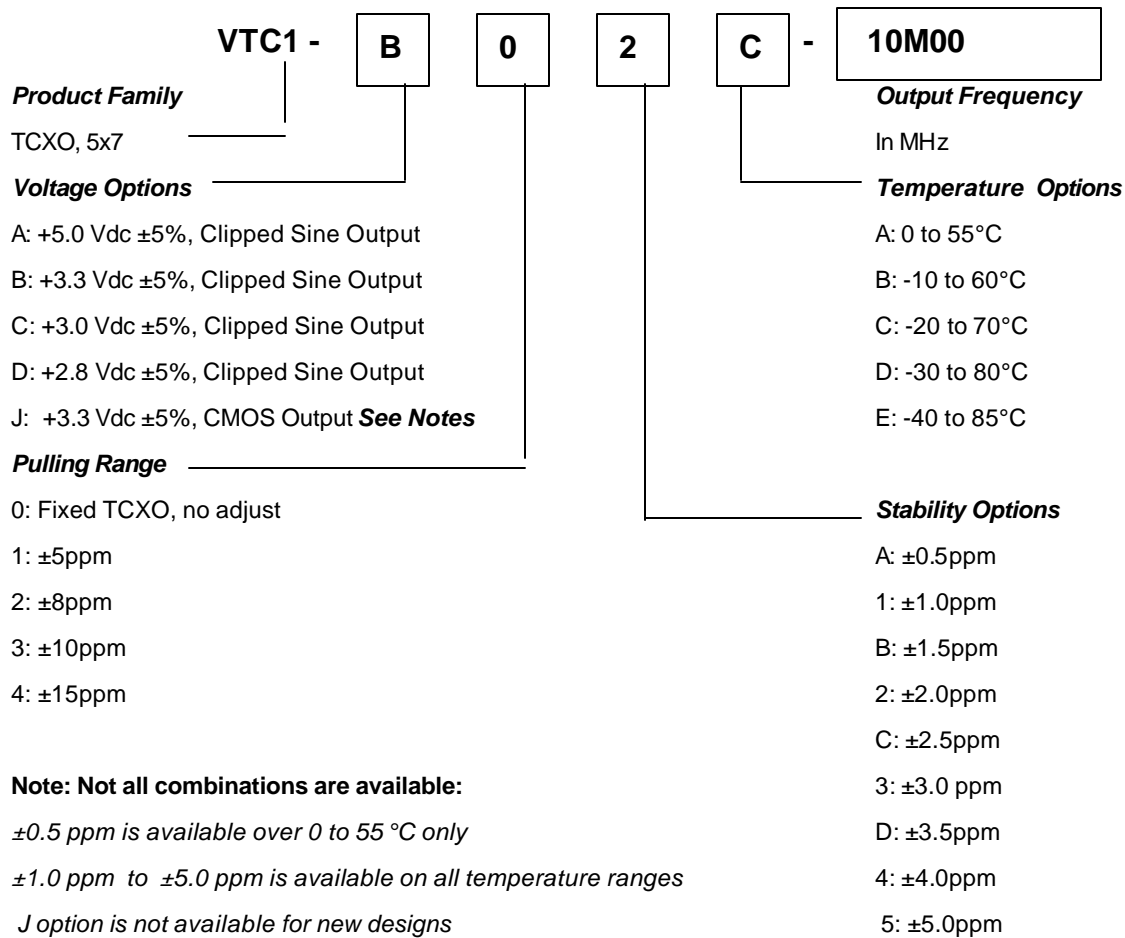 VTC1 - B 0 2 C - 10M00
Product Family
TCXO, 5x7
Voltage Options
A: +5.0 Vdc ±5%, Clipped Sine Output
B: +3.3 Vdc ±5%, Clipped Sine Output
C: +3.0 Vdc ±5%, Clipped Sine Output
D: +2.8 Vdc ±5%, Clipped Sine Output
J: +3.3 Vdc ±5%, CMOS Output See Notes
Pulling Range
0: Fixed TCXO, no adjust
1: ±5ppm
2: ±8ppm
3: ±10ppm
4: ±15ppm
Note: Not all combinations are available:
±0.5 ppm is available over 0 to 55 °C only
±1.0 ppm to ±5.0 ppm is available on all temperature ranges
J option is not available for new designs
Output Frequency
In MHz
Temperature Options
A: 0 to 55°C
B: -10 to 60°C
C: -20 to 70°C
D: -30 to 80°C
E: -40 to 85°C
Stability Options
A: ±0.5ppm
1: ±1.0ppm
B: ±1.5ppm
2: ±2.0ppm
C: ±2.5ppm
3: ±3.0 ppm
D: ±3.5ppm
4: ±4.0ppm
5: ±5.0ppm